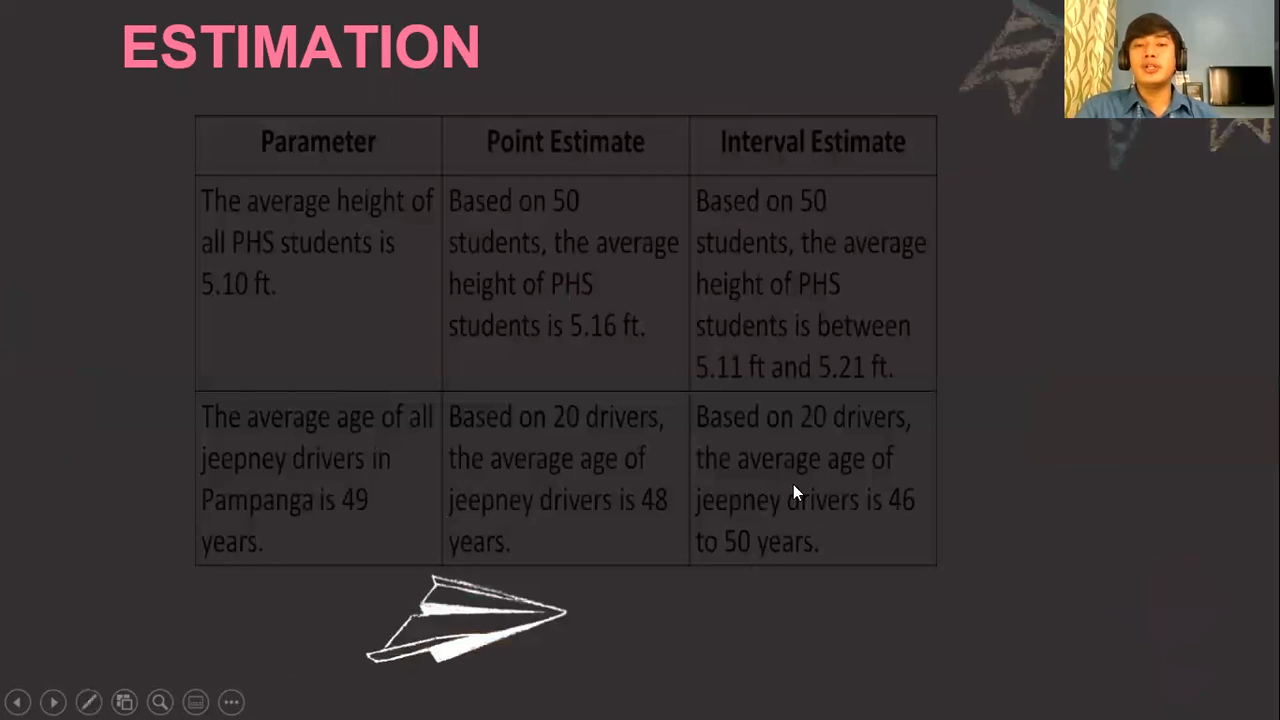 ESTIMATION
Parameter
Point Estimate
Interval Estimate
The average height of
all PHS students is
5.10 ft.
Based on 50
students, the average
height of PHS
students is 5.16 ft.
Based on 50
students, the average
height of PHS
students is between
5.11 ft and 5.21 ft.
The average age of all
jeepney drivers in
Pampanga is 49
years.
Based on 20 drivers,
the average age of
jeepney drivers is 48
years.
Based on 20 drivers,
the average age of
jeepney drivers is 46
to 50 years.